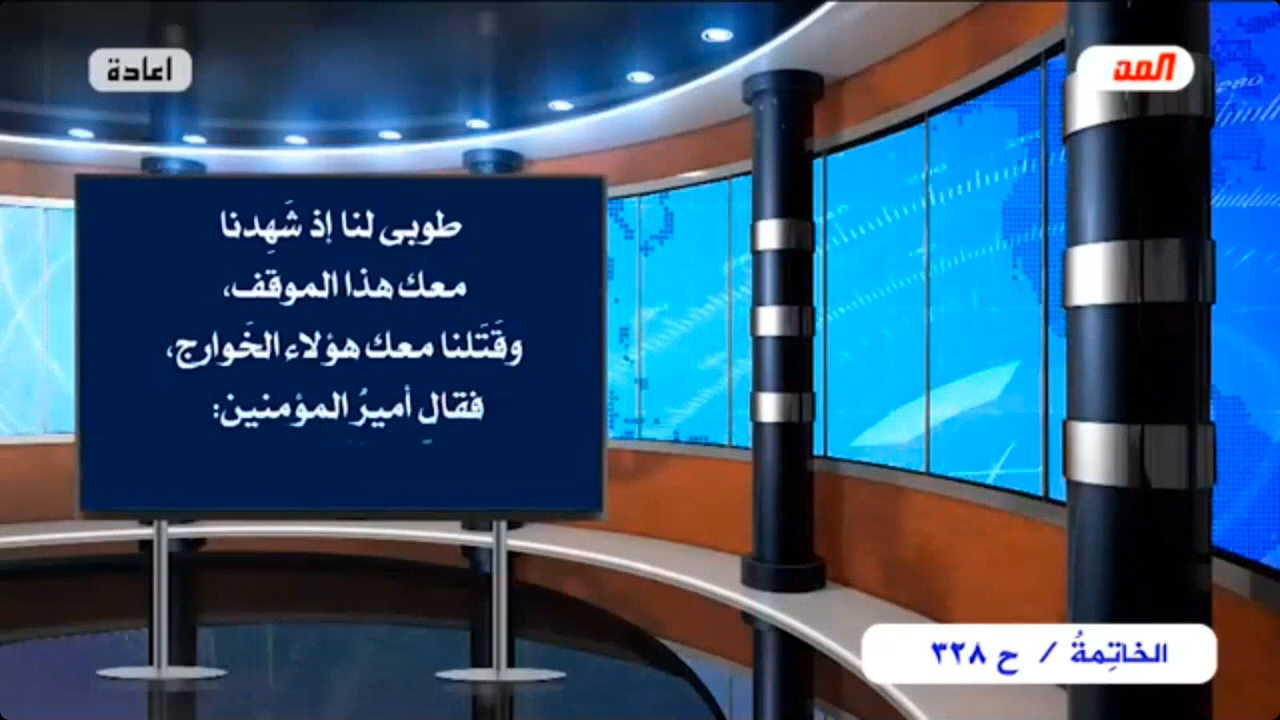 اعادة
المد
طوبى لنا إذ شَهِدنا
معك هذا الموقف،
وقَتَلنا معك هؤلاء الخَوارج،
فقال أميرُ المؤمنين:
الخاتِمةُ / ح ٣٢٨